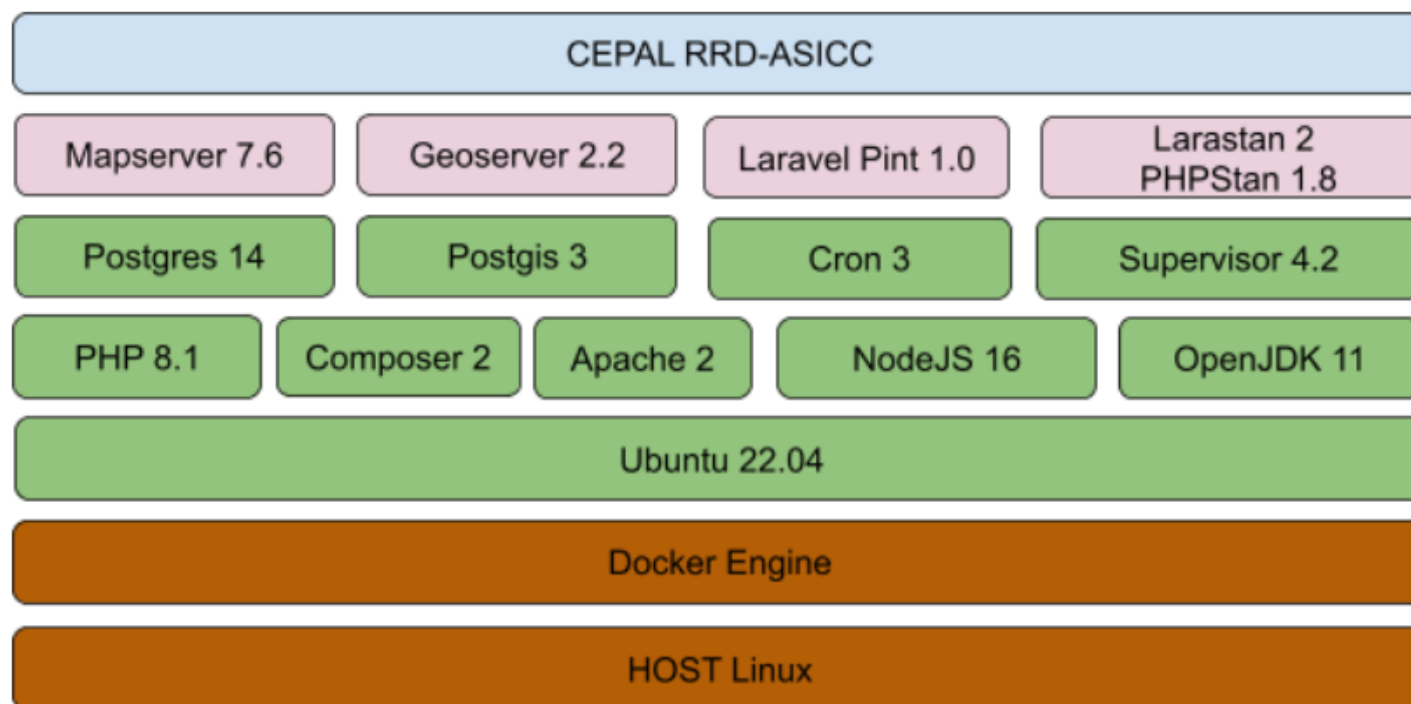 CEPAL RRD-ASICC
Mapserver 7.6
Geoserver 2.2
Laravel Pint 1.0
Larastan 2
PHPStan 1.8
Postgres 14
Postgis 3
Cron 3
Supervisor 4.2
PHP 8.1
Composer 2
Apache 2
NodeJS 16
OpenJDK 11
Ubuntu 22.04
Docker Engine
HOST Linux